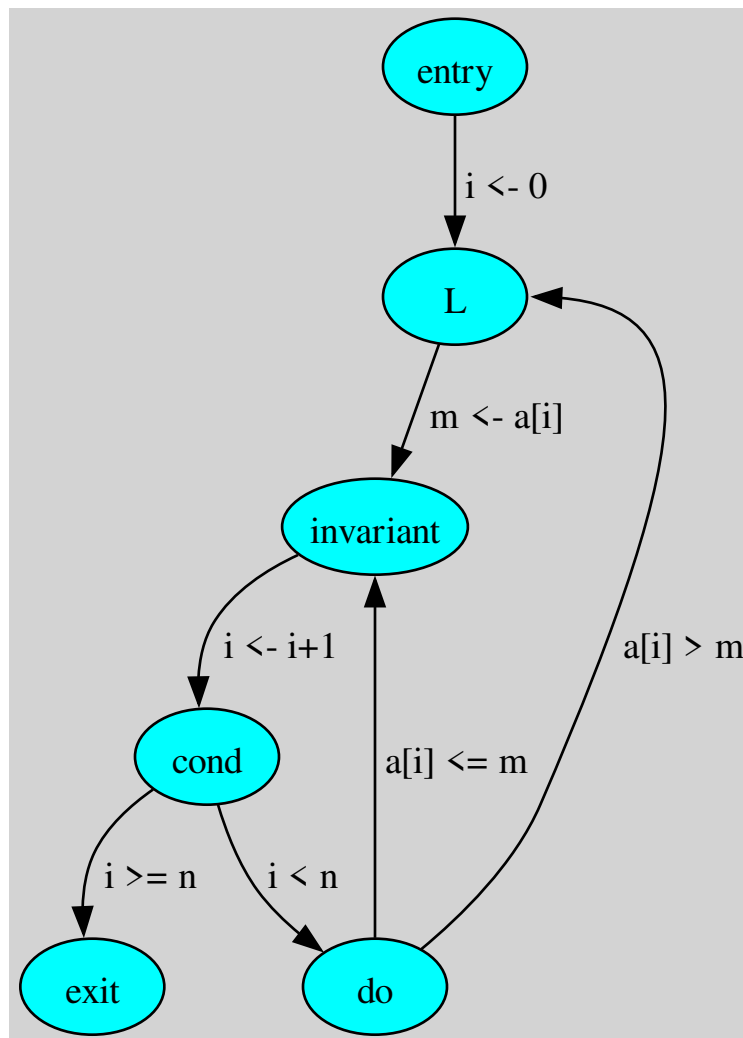 entry
i <- 0
L
m <- a[i]
invariant
i <- i+1
a[i] > m
cond
a[i] <= m
i >= n
i < n
exit
do